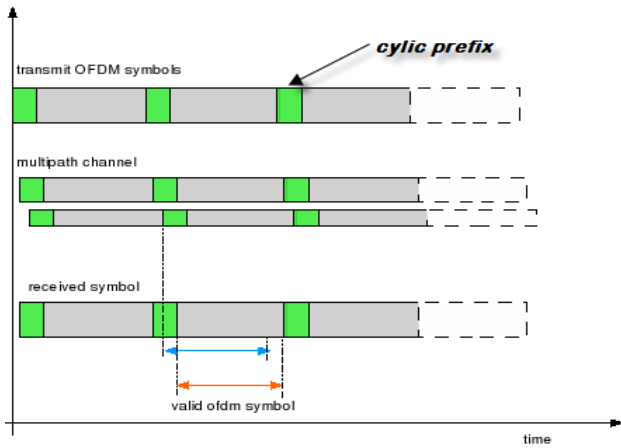 cylic prefix
transmit OFDM symbols
multipath channel
received symbol
valid ofdm symbol
time